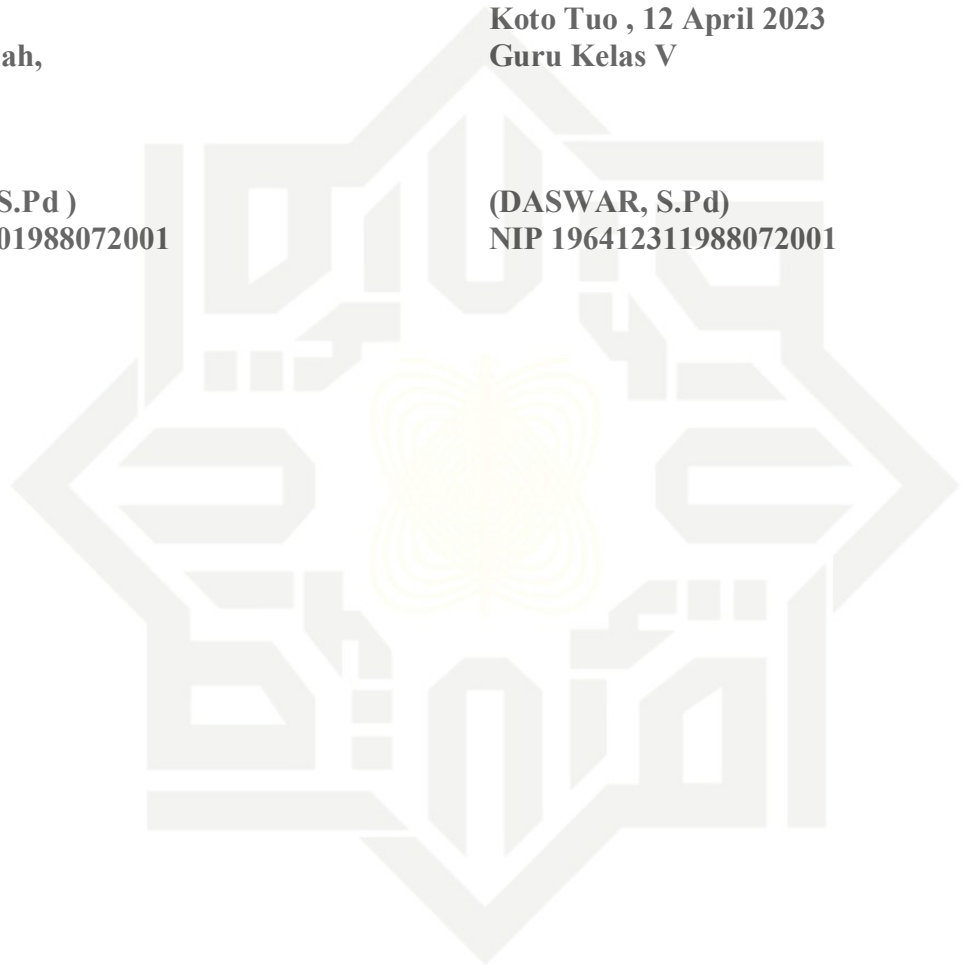 Koto Tuo , 12 April 2023
ah, Guru Kelas V
S.Pd ) (DASWAR, S.Pd)
01988072001 NIP 196412311988072001